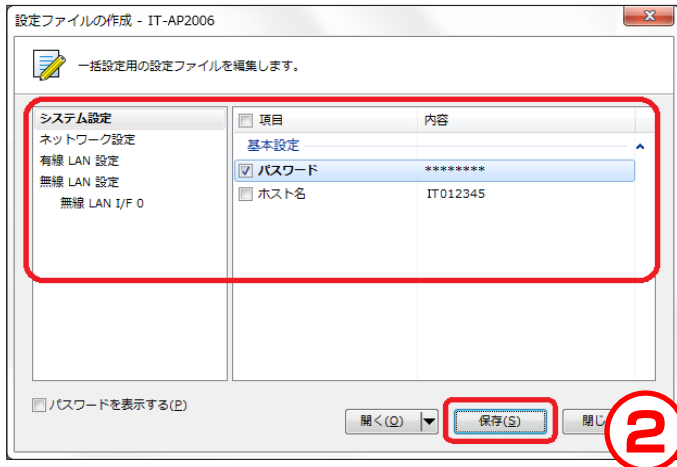 設定ファイルの作成 - IT-AP2006
一括設定用の設定ファイルを編集します。
システム設定
ネットワーク設定
有線 LAN 設定
無線 LAN 設定
無線 LAN I/F 0
項目 内容
基本設定
パスワード ********
ホスト名 IT012345
パスワードを表示する(P)
開く(O) 保存(S) 閉じ
2